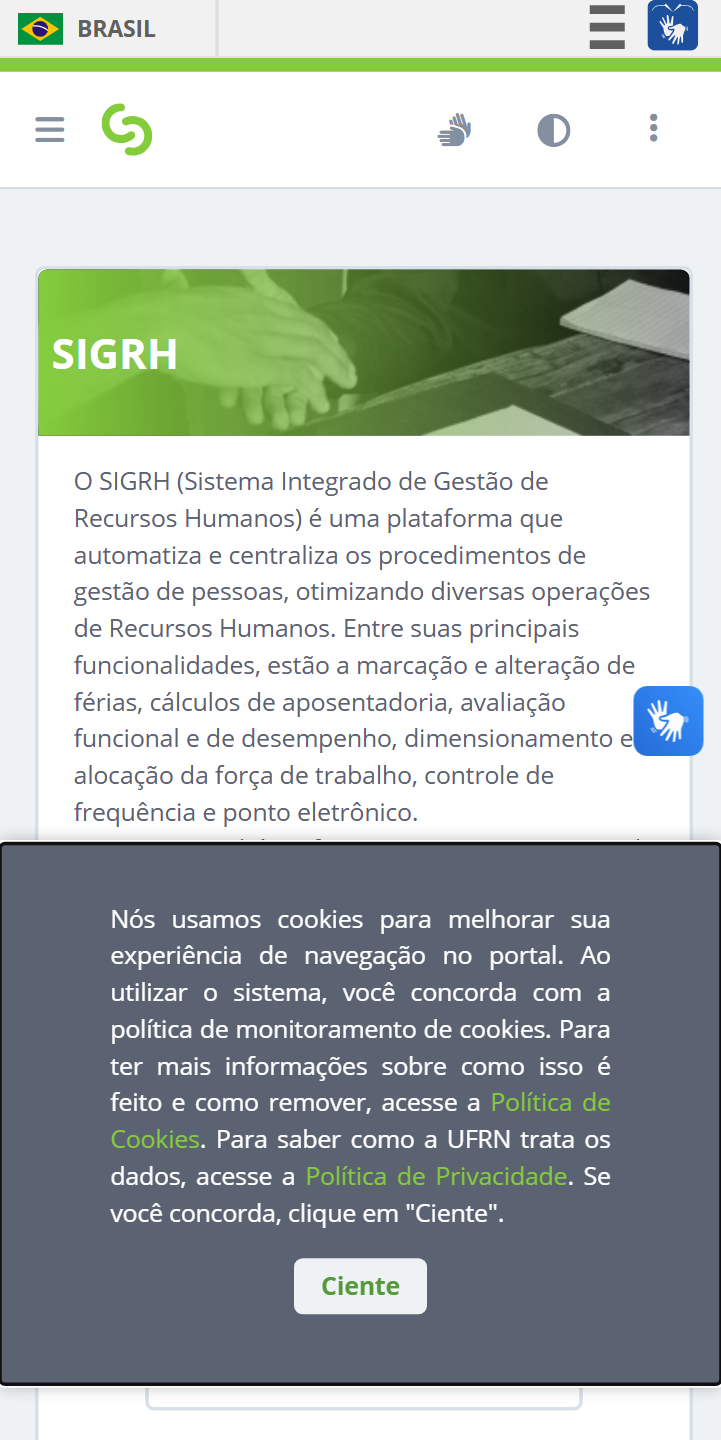 BRASIL
SIGRH
O SIGRH (Sistema Integrado de Gestão de
Recursos Humanos) é uma plataforma que
automatiza e centraliza os procedimentos de
gestão de pessoas, otimizando diversas operações
de Recursos Humanos. Entre suas principais
funcionalidades, estão a marcação e alteração de
férias, cálculos de aposentadoria, avaliação
funcional e de desempenho, dimensionamento e
alocação da força de trabalho, controle de
frequência e ponto eletrônico.
Nós usamos cookies para melhorar sua
experiência de navegação no portal. Ao
utilizar o sistema, você concorda com a
política de monitoramento de cookies. Para
ter mais informações sobre como isso é
feito e como remover, acesse a Política de
Cookies. Para saber como a UFRN trata os
dados, acesse a Política de Privacidade. Se
você concorda, clique em "Ciente".
Ciente